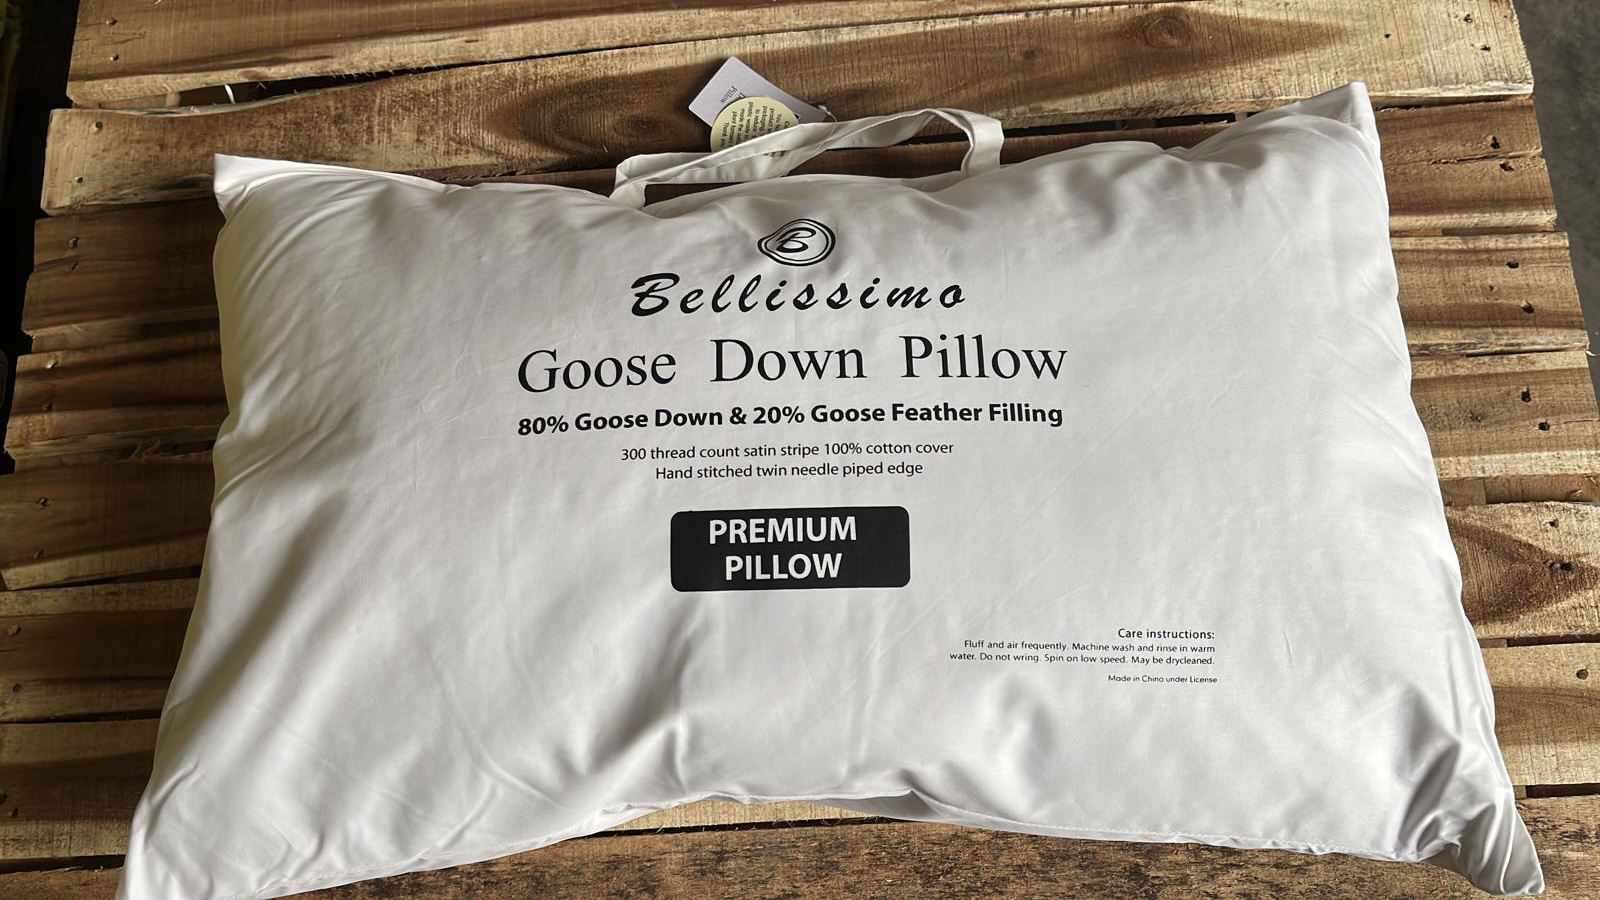 Pillow
B
Bellissimo
Goose Down Pillow
80% Goose Down & 20% Goose Feather Filling
300 thread count satin stripe 100% cotton cover
Hand stitched twin needle piped edge
PREMIUM
PILLOW
Care instructions:
Fluff and air frequently. Machine wash and rinse in warm
water. Do not wring. Spin on low speed. May be drycleaned.
Made in China under License